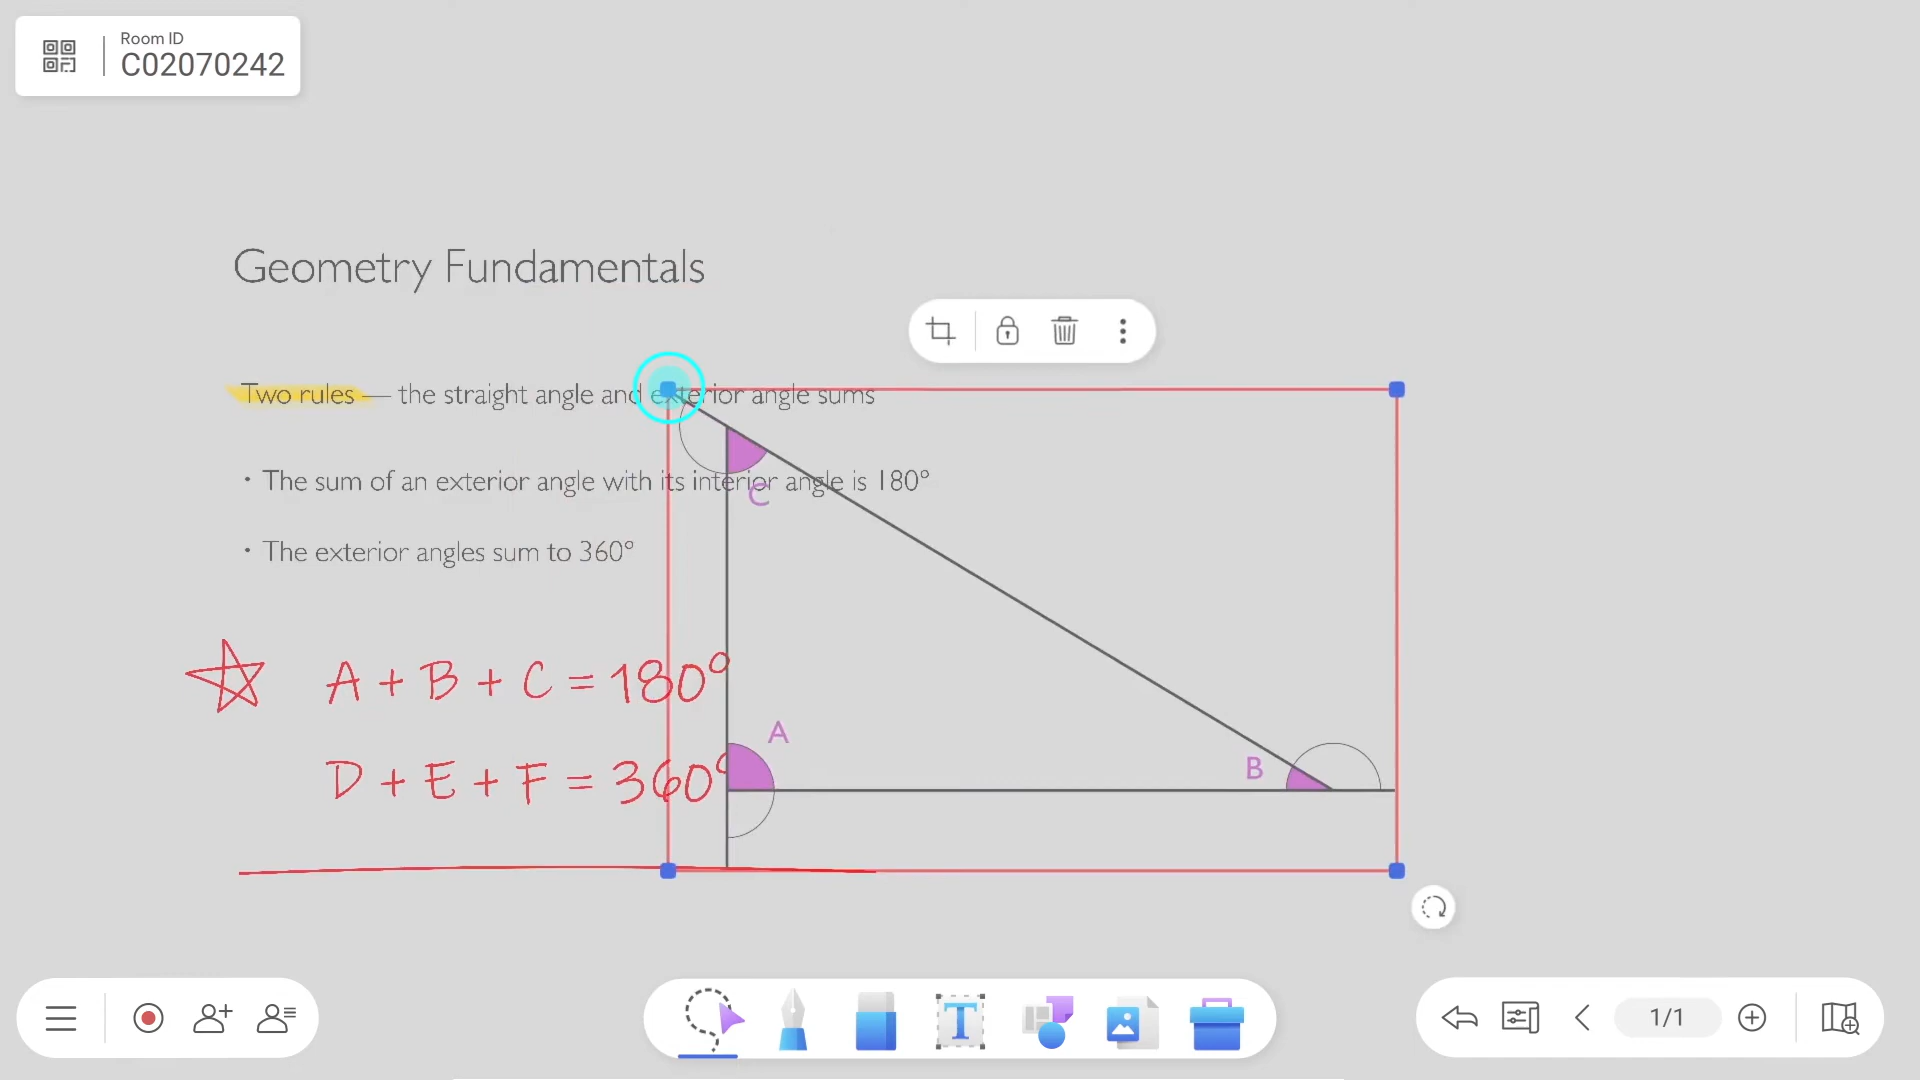 Room ID
C02070242
Geometry Fundamentals
Two rules — the straight angle and exterior angle sums
• The sum of an exterior angle with its interior angle is 180°
C
• The exterior angles sum to 360°
A + B + C = 180°
A
D + E + F = 360°
B
T
1/1